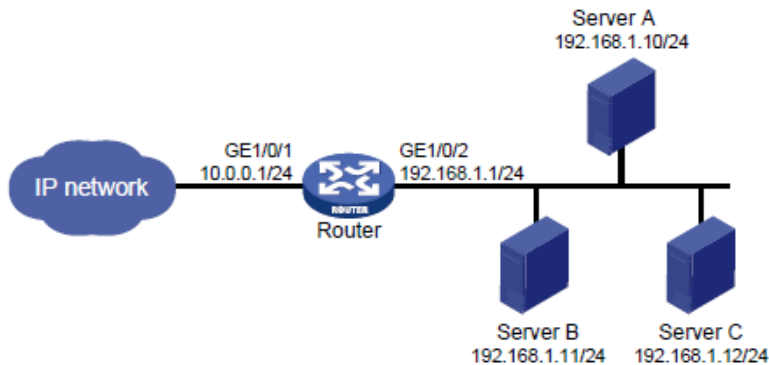 Server A
192.168.1.10/24
GE1/0/1
10.0.0.1/24
GE1/0/2
192.168.1.1/24
IP network
ROUTER
Router
Server B
192.168.1.11/24
Server C
192.168.1.12/24